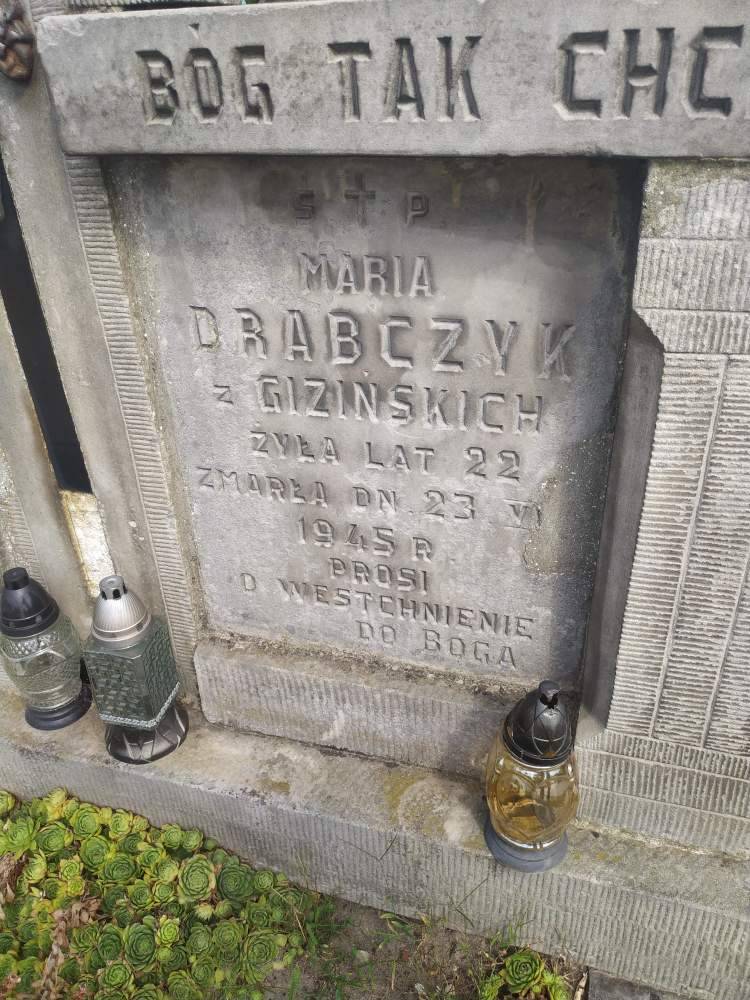 BÓG TAK CHC
S † P
MARIA
DRABCZYK
z GIZIŃSKICH
ŻYŁA LAT 22
ZMARŁA DN. 23 VI
1945 R.
PROSI
O WESTCHNIENIE
DO BOGA